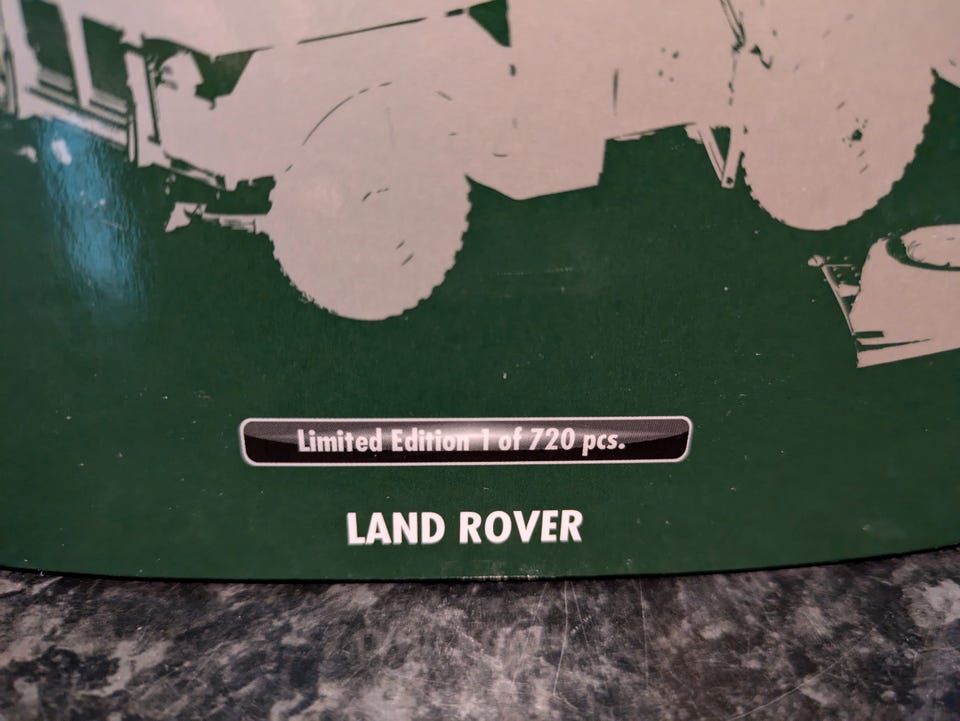 Limited Edition 1 of 720 pcs.
LAND ROVER